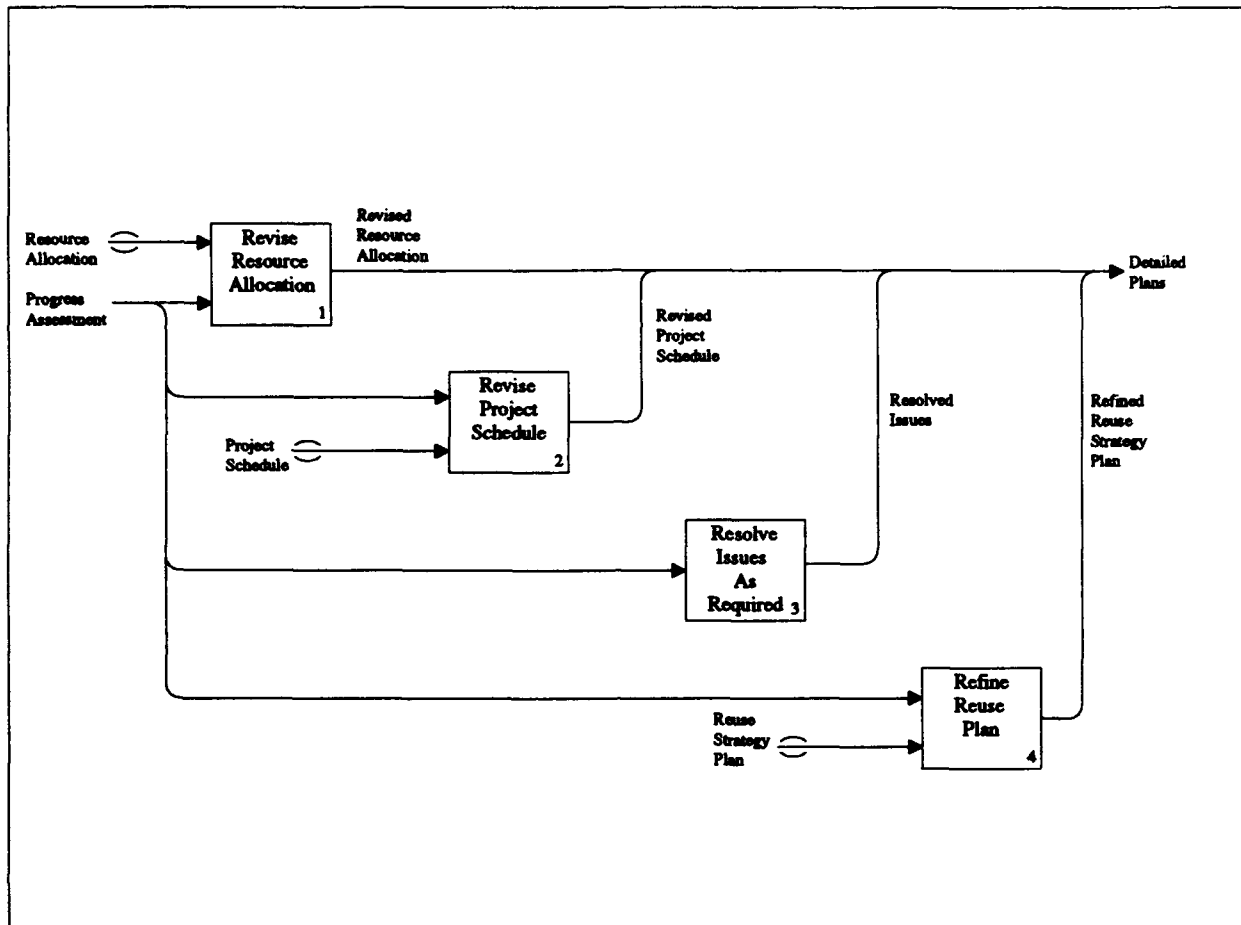 Resource
Allocation
Revise
Resource
Allocation
1
Revised
Resource
Allocation
Detailed
Plans
Progress
Assessment
Revised
Project
Schedule
Revise
Project
Schedule
2
Project
Schedule
Resolved
Issues
Refined
Reuse
Strategy
Plan
Resolve
Issues
As
Required 3
Refine
Reuse
Plan
4
Reuse
Strategy
Plan